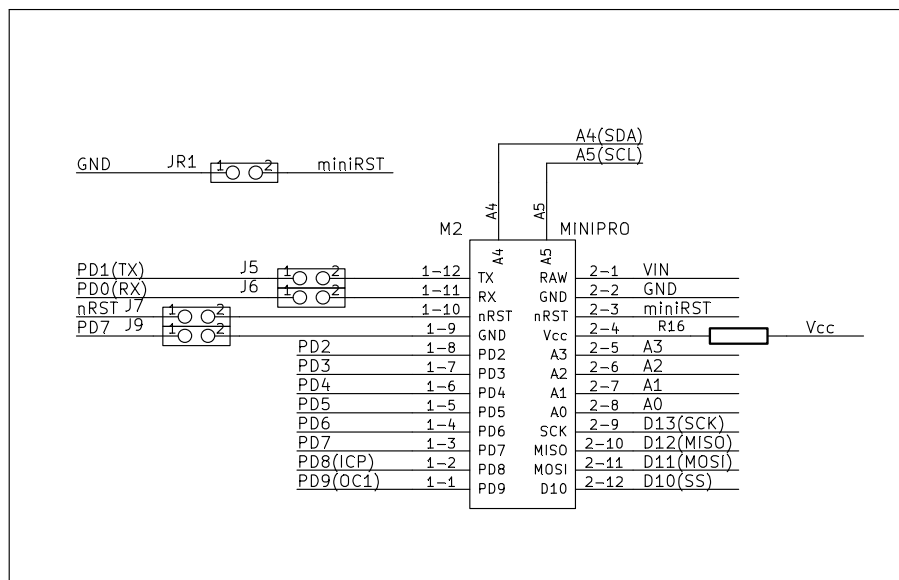 A4(SDA)
A5(SCL)
GND JR1 1 2 miniRST
A4 A5
M2 MINIPRO
A4 A5
PD1(TX) J5 1 2 1-12 TX RAW 2-1 VIN
PD0(RX) J6 1 2 1-11 RX GND 2-2 GND
nRST J7 1 2 1-10 nRST nRST 2-3 miniRST
PD7 J9 1 2 1-9 GND Vcc 2-4 R16 Vcc
PD2 1-8 PD2 A3 2-5 A3
PD3 1-7 PD3 A2 2-6 A2
PD4 1-6 PD4 A1 2-7 A1
PD5 1-5 PD5 A0 2-8 A0
PD6 1-4 PD6 SCK 2-9 D13(SCK)
PD7 1-3 PD7 MISO 2-10 D12(MISO)
PD8(ICP) 1-2 PD8 MOSI 2-11 D11(MOSI)
PD9(OC1) 1-1 PD9 D10 2-12 D10(SS)